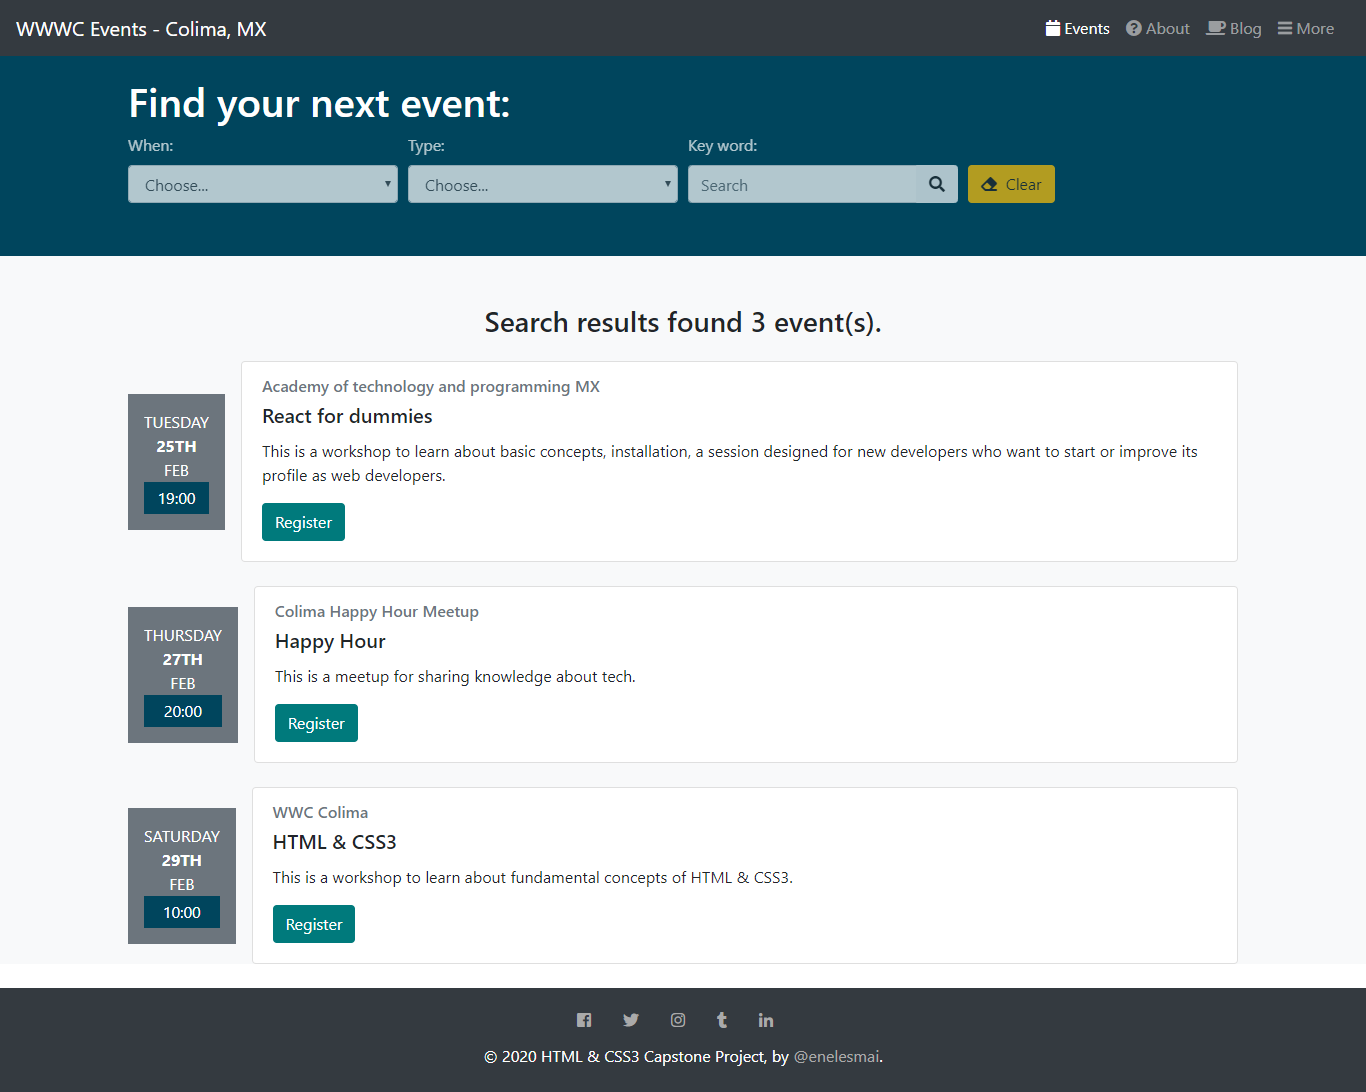 WWWC Events - Colima, MX
Events About Blog More
Find your next event:
When: Type: Key word:
Choose... Choose... Search Clear
Search results found 3 event(s).
TUESDAY
25TH
FEB
19:00
Academy of technology and programming MX
React for dummies
This is a workshop to learn about basic concepts, installation, a session designed for new developers who want to start or improve its
profile as web developers.
Register
THURSDAY
27TH
FEB
20:00
Colima Happy Hour Meetup
Happy Hour
This is a meetup for sharing knowledge about tech.
Register
SATURDAY
29TH
FEB
10:00
WWC Colima
HTML & CSS3
This is a workshop to learn about fundamental concepts of HTML & CSS3.
Register
© 2020 HTML & CSS3 Capstone Project, by @enelesmai.